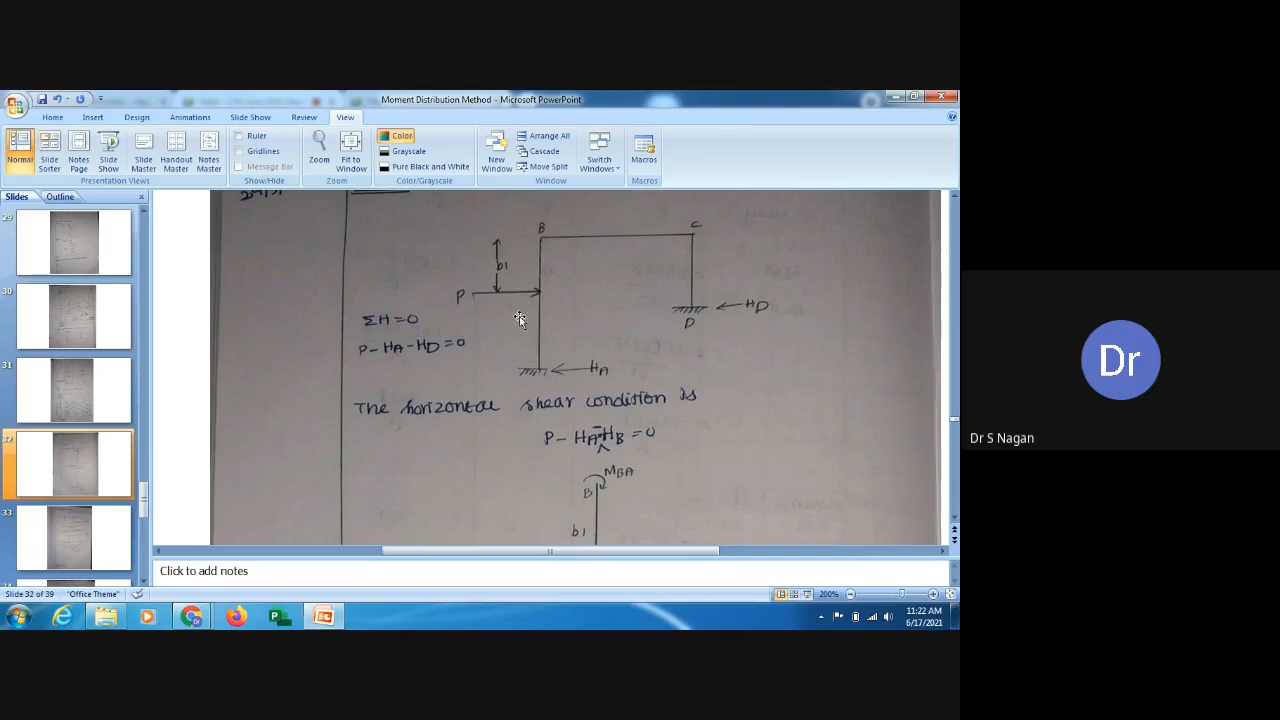 Moment Distribution Method - Microsoft PowerPoint
Home Insert Design Animations Slide Show Review View
Normal
Slide Sorter
Notes Page
Slide Show
Slide Master
Handout Master
Notes Master
Presentation Views
Ruler
Gridlines
Message Bar
Show/Hide
Zoom
Fit to Window
Zoom
Color
Grayscale
Pure Black and White
Color/Grayscale
New Window
Arrange All
Cascade
Move Split
Switch Windows
Window
Macros
Macros
Slides Outline
29
30
31
32
33
B
C
b1
P
HD
D
ΣH=0
P-HA-HD=0
HA
The horizontal shear condition is
P-HA-HB=0
MBA
B
b1
Click to add notes
Slide 32 of 39 "Office Theme" 200%
11:22 AM
6/17/2021
Dr
Dr S Nagan